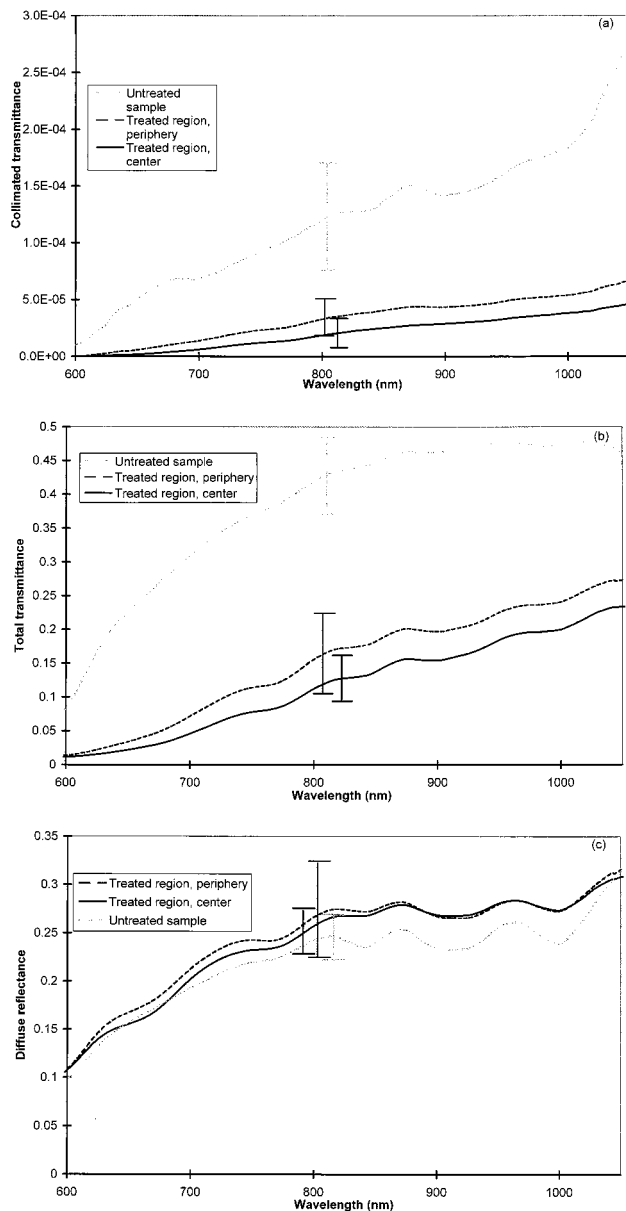 (a)
3.0E-04
2.5E-04
2.0E-04
1.5E-04
1.0E-04
5.0E-05
0.0E+00
Collimated transmittance
Untreated
sample
Treated region,
periphery
Treated region,
center
600
700
800
900
1000
Wavelength (nm)
(b)
0.5
0.45
0.4
0.35
0.3
0.25
0.2
0.15
0.1
0.05
0
Total transmittance
Untreated sample
Treated region, periphery
Treated region, center
600
700
800
900
1000
Wavelength (nm)
(c)
0.35
0.3
0.25
0.2
0.15
0.1
0.05
0
Diffuse reflectance
Treated region, periphery
Treated region, center
Untreated sample
600
700
800
900
1000
Wavelength (nm)